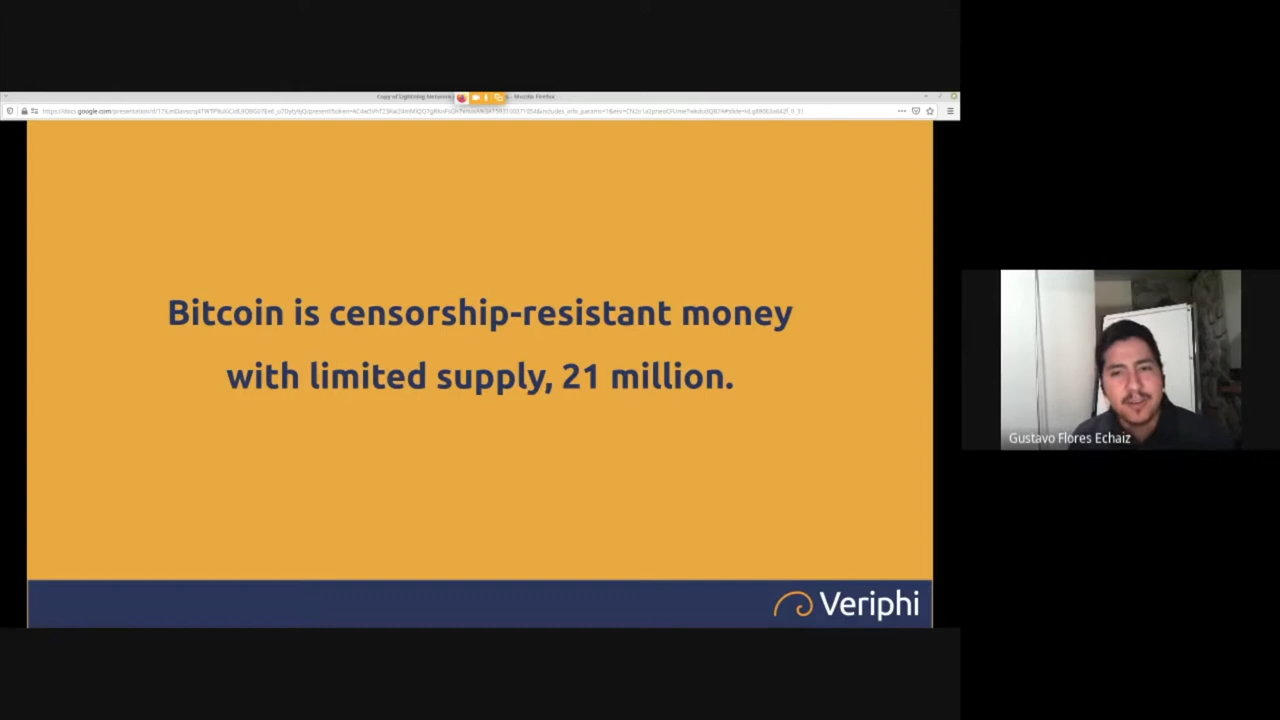 Bitcoin is censorship-resistant money
with limited supply, 21 million.
Veriphi
Gustavo Flores Echaiz